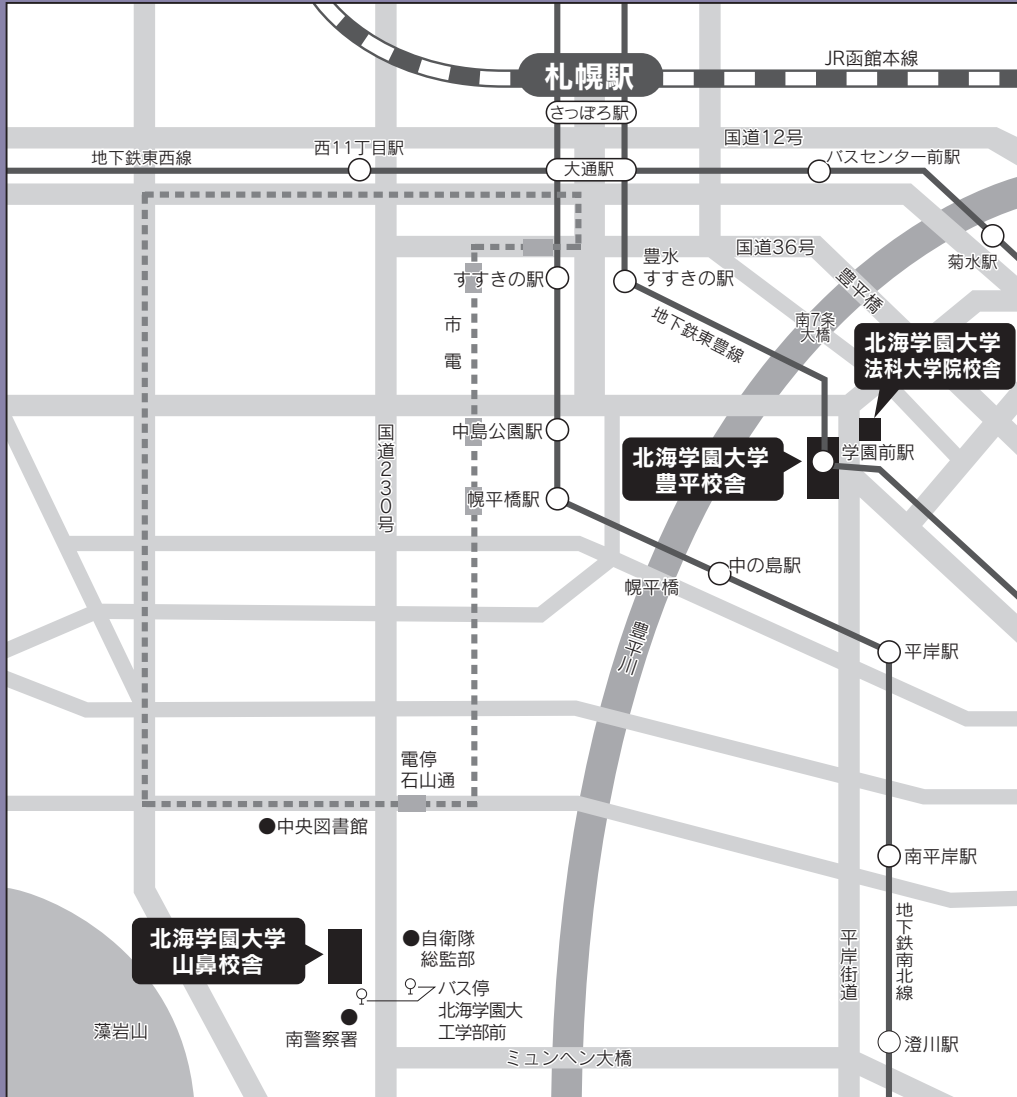 JR函館本線
札幌駅
さっぽろ駅
国道12号
地下鉄東西線
西11丁目駅
大通駅
バスセンター前駅
国道36号
菊水駅
豊水
すすきの駅
すすきの駅
豊平橋
南7条
大橋
地下鉄東豊線
市電
北海学園大学
法科大学院校舎
国道230号
中島公園駅
学園前駅
北海学園大学
豊平校舎
幌平橋駅
中の島駅
幌平橋
豊平川
平岸駅
電停
石山通
中央図書館
南平岸駅
地下鉄南北線
平岸街道
北海学園大学
山鼻校舎
自衛隊
総監部
バス停
北海学園大
工学部前
南警察署
藻岩山
澄川駅
ミュンヘン大橋